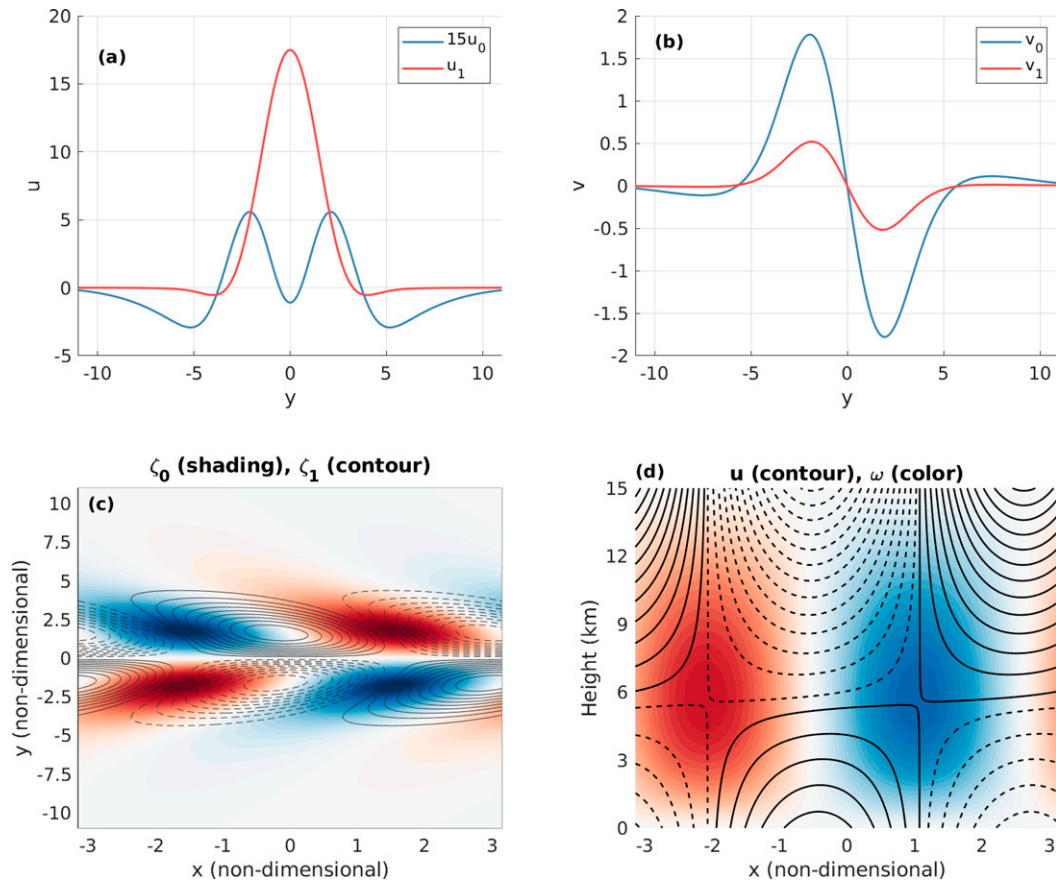 (a)
15u0
u1
20
15
10
5
0
-5
u
-10 -5 0 5 10
y
(b)
v0
v1
2
1.5
1
0.5
0
-0.5
-1
-1.5
-2
v
-10 -5 0 5 10
y
ζ0 (shading), ζ1 (contour)
(c)
10
7.5
5
2.5
0
-2.5
-5
-7.5
-10
y (non-dimensional)
-3 -2 -1 0 1 2 3
x (non-dimensional)
(d) u (contour), ω (color)
15
12
9
6
3
0
Height (km)
-3 -2 -1 0 1 2 3
x (non-dimensional)